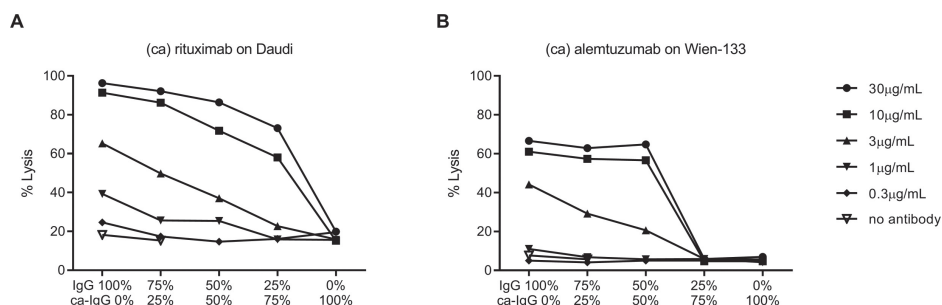 A
(ca) rituximab on Daudi
100
80
60
40
20
0
% Lysis
IgG 100% 75% 50% 25% 0%
ca-IgG 0% 25% 50% 75% 100%
B
(ca) alemtuzumab on Wien-133
100
80
60
40
20
0
% Lysis
IgG 100% 75% 50% 25% 0%
ca-IgG 0% 25% 50% 75% 100%
30μg/mL
10μg/mL
3μg/mL
1μg/mL
0.3μg/mL
no antibody